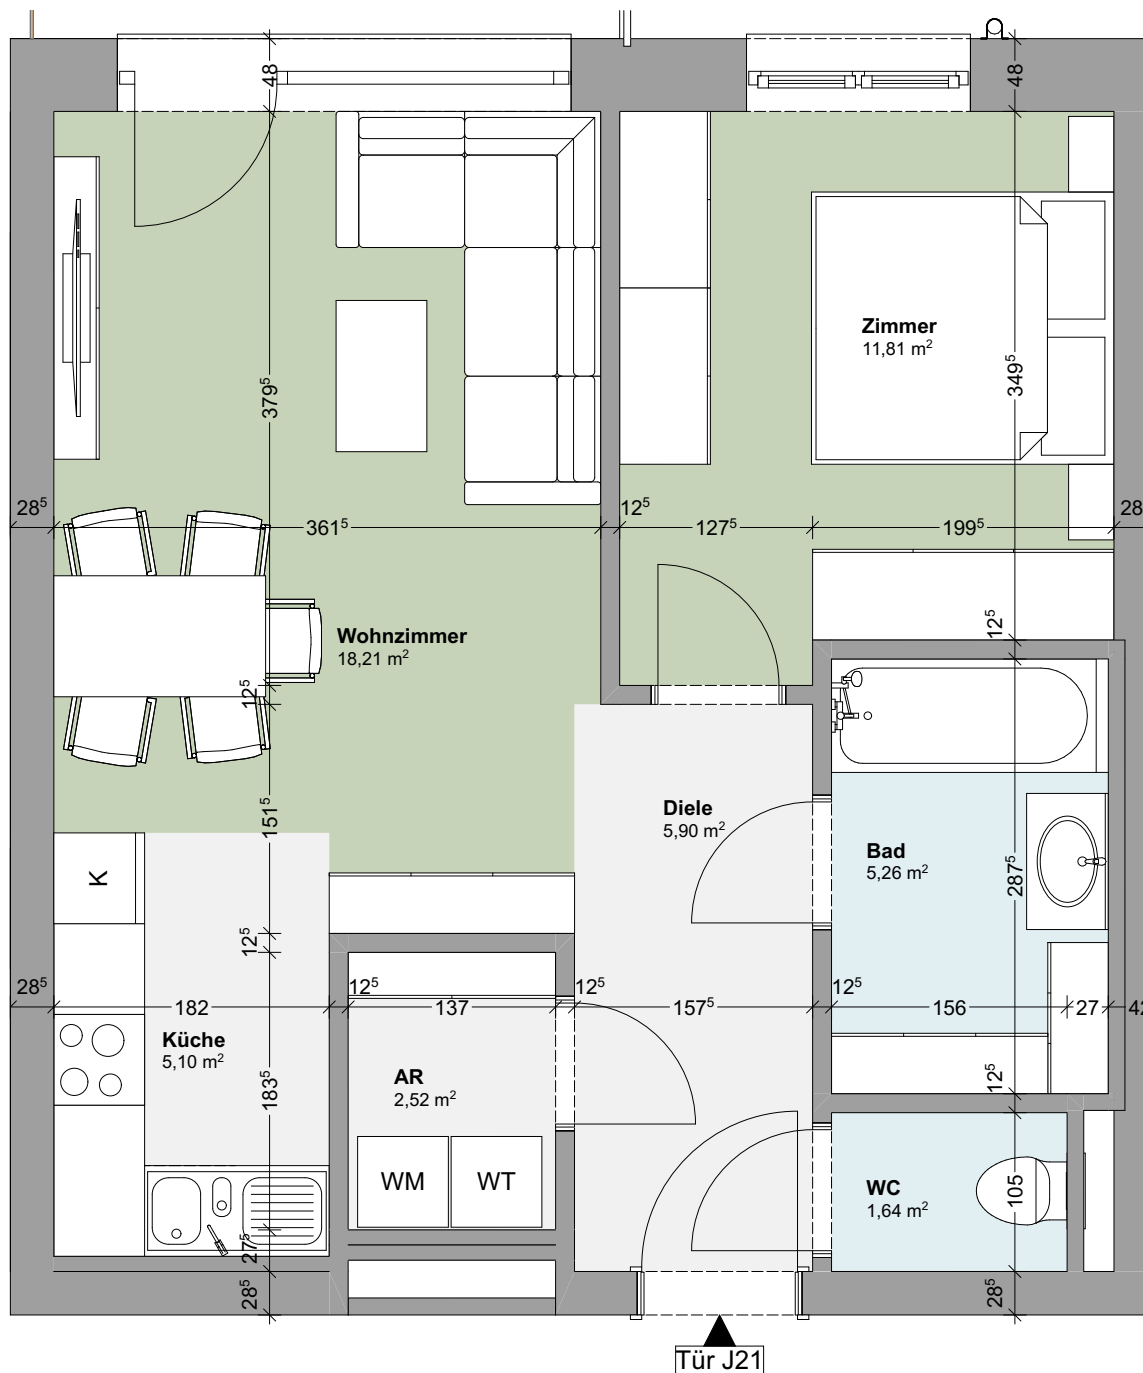 48
48
Zimmer
11,81 m²
349⁵
379⁵
28⁵
361⁵
12⁵
127⁵
199⁵
28
Wohnzimmer
18,21 m²
12⁵
12⁵
151⁵
Diele
5,90 m²
Bad
5,26 m²
287⁵
K
12⁵
28⁵
182
12⁵
137
12⁵
157⁵
12⁵
156
27
42
Küche
5,10 m²
AR
2,52 m²
183⁵
12⁵
WM
WT
WC
1,64 m²
105
27⁵
28⁵
28⁵
Tür J21